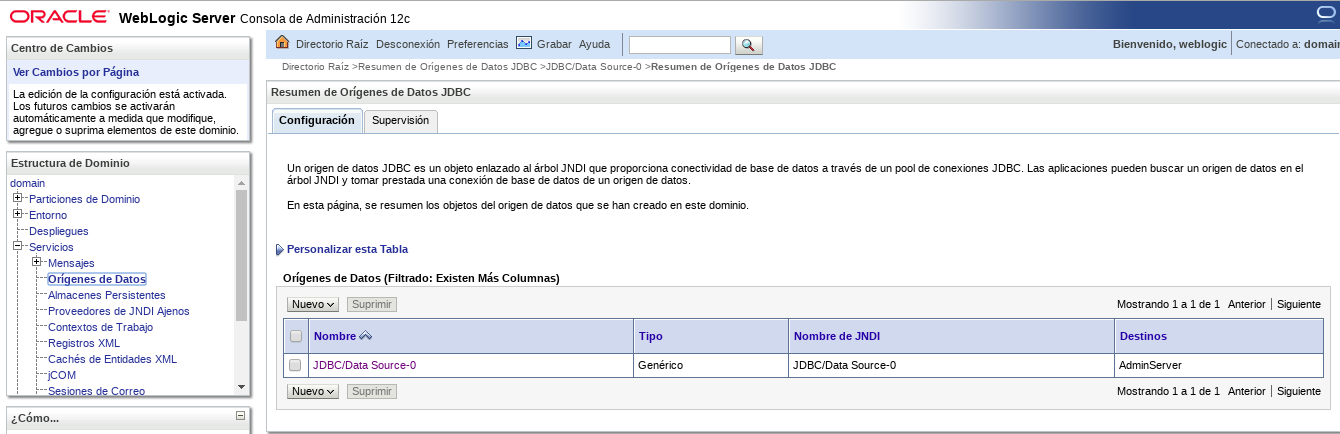 ORACLE WebLogic Server Consola de Administración 12c
Centro de Cambios
Ver Cambios por Página
La edición de la configuración está activada.
Los futuros cambios se activarán
automáticamente a medida que modifique,
agregue o suprima elementos de este dominio.
Estructura de Dominio
domain
Particiones de Dominio
Entorno
Despliegues
Servicios
Mensajes
Orígenes de Datos
Almacenes Persistentes
Proveedores de JNDI Ajenos
Contextos de Trabajo
Registros XML
Cachés de Entidades XML
jCOM
Sesiones de Correo
¿Cómo...
Directorio Raíz Desconexión Preferencias Grabar Ayuda
Bienvenido, weblogic Conectado a: domain
Directorio Raíz >Resumen de Orígenes de Datos JDBC >JDBC/Data Source-0 >Resumen de Orígenes de Datos JDBC
Resumen de Orígenes de Datos JDBC
Configuración Supervisión
Un origen de datos JDBC es un objeto enlazado al árbol JNDI que proporciona conectividad de base de datos a través de un pool de conexiones JDBC. Las aplicaciones pueden buscar un origen de datos en el
árbol JNDI y tomar prestada una conexión de base de datos de un origen de datos.
En esta página, se resumen los objetos del origen de datos que se han creado en este dominio.
Personalizar esta Tabla
Orígenes de Datos (Filtrado: Existen Más Columnas)
Nuevo Suprimir Mostrando 1 a 1 de 1 Anterior | Siguiente
Nombre Tipo Nombre de JNDI Destinos
JDBC/Data Source-0 Genérico JDBC/Data Source-0 AdminServer
Nuevo Suprimir Mostrando 1 a 1 de 1 Anterior | Siguiente